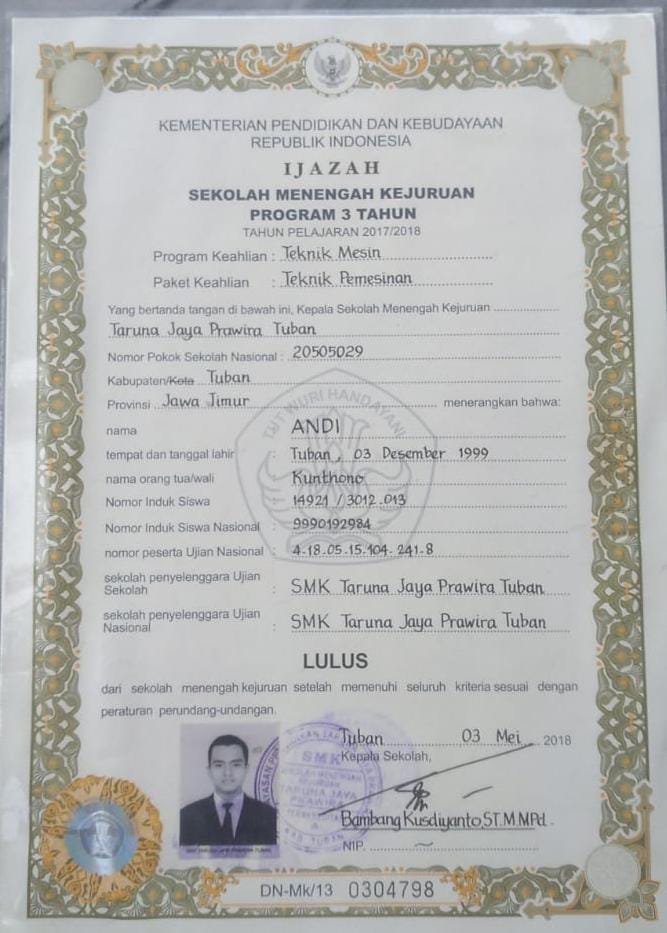 KEMENTERIAN PENDIDIKAN DAN KEBUDAYAAN
REPUBLIK INDONESIA
IJAZAH
SEKOLAH MENENGAH KEJURUAN
PROGRAM 3 TAHUN
TAHUN PELAJARAN 2017/2018
Program Keahlian : Teknik Mesin
Paket Keahlian : Teknik Pemesinan
Yang bertanda tangan di bawah ini, Kepala Sekolah Menengah Kejuruan
Taruna Jaya Prawira Tuban
Nomor Pokok Sekolah Nasional : 20505029
Kabupaten/Kota Tuban
Provinsi Jawa Timur menerangkan bahwa:
nama ANDI
tempat dan tanggal lahir : Tuban, 03 Desember 1999
nama orang tua/wali : Kunthono
Nomor Induk Siswa : 14921 / 3012.013
Nomor Induk Siswa Nasional : 9990192984
nomor peserta Ujian Nasional : 4-18.05.15.104.241-8
sekolah penyelenggara Ujian
Sekolah : SMK Taruna Jaya Prawira Tuban
sekolah penyelenggara Ujian
Nasional : SMK Taruna Jaya Prawira Tuban
TUT WURI HANDAYANI
LULUS
dari sekolah menengah kejuruan setelah memenuhi seluruh kriteria sesuai dengan
peraturan perundang-undangan.
Tuban 03 Mei 2018
Kepala Sekolah,
SMK
SEKOLAH MENENGAH
KEJURUAN
TARUNA JAYA
PRAWIRA
KAB. TUBAN
Bambang Kusdiyanto, ST. M.MPd.
NIP. ~
DN-Mk/13 0304798